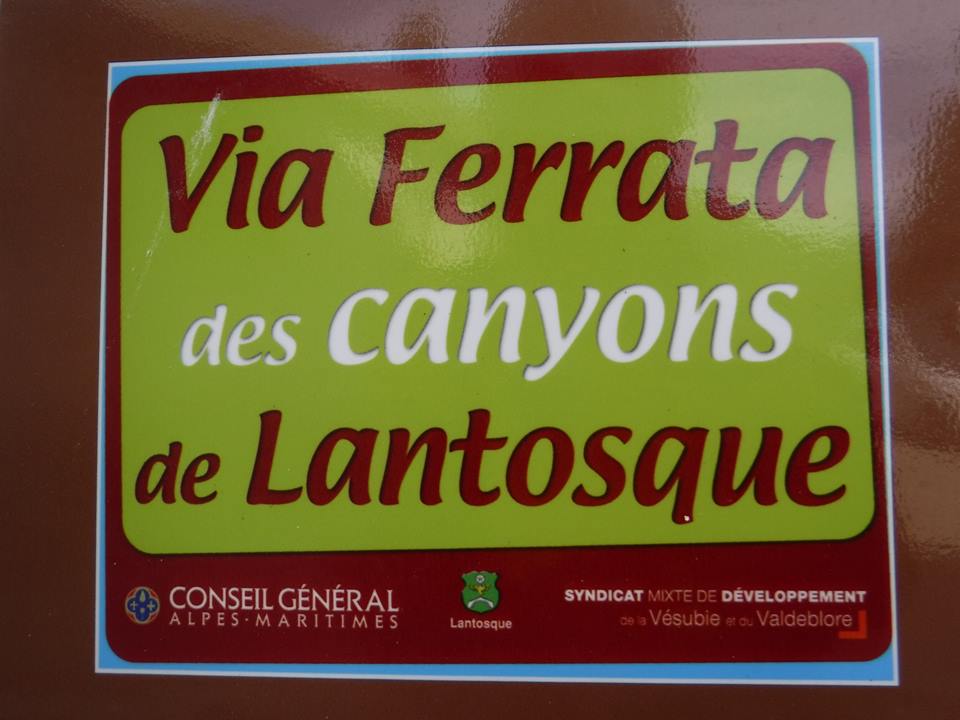 Via Ferrata
des canyons
de Lantosque
CONSEIL GÉNÉRAL
ALPES-MARITIMES
Lantosque
SYNDICAT MIXTE DE DÉVELOPPEMENT
de la Vésubie et du Valdeblore